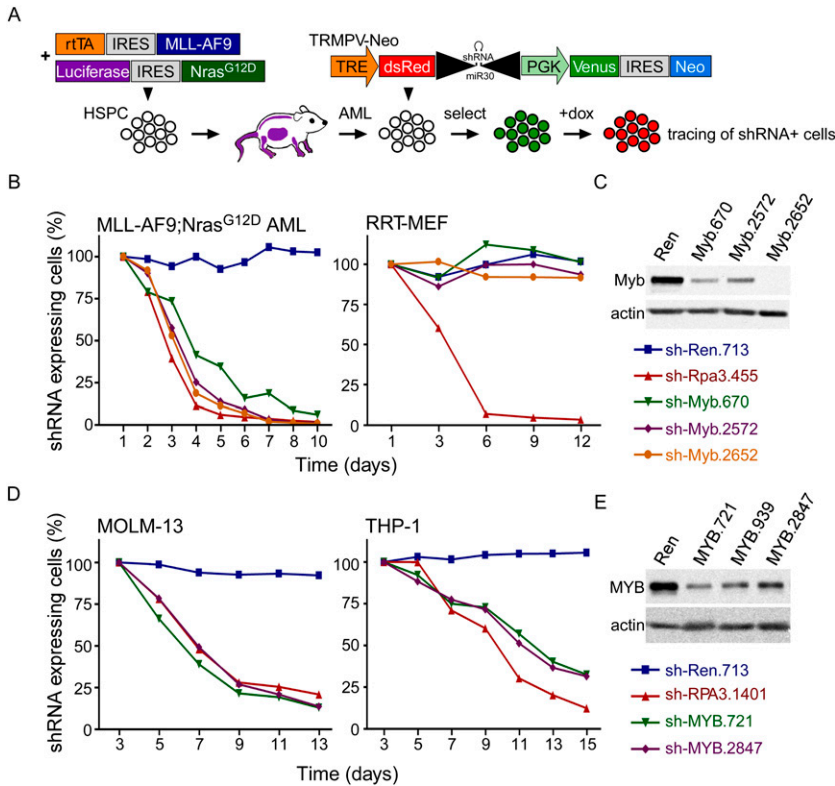 A
+
rtTA IRES MLL-AF9
Luciferase IRES Nras^G12D
TRMPV-Neo
TRE dsRed shRNA miR30 PGK Venus IRES Neo
HSPC AML select +dox tracing of shRNA+ cells
B
MLL-AF9;Nras^G12D AML
shRNA expressing cells (%)
100
75
50
25
0
1 2 3 4 5 6 7 8 10
Time (days)
RRT-MEF
100
75
50
25
0
1 3 6 9 12
Time (days)
C
Ren Myb.670 Myb.2572 Myb.2652
Myb
actin
sh-Ren.713
sh-Rpa3.455
sh-Myb.670
sh-Myb.2572
sh-Myb.2652
D
MOLM-13
shRNA expressing cells (%)
100
75
50
25
0
3 5 7 9 11 13
Time (days)
THP-1
100
75
50
25
0
3 5 7 9 11 13 15
Time (days)
E
Ren MYB.721 MYB.939 MYB.2847
MYB
actin
sh-Ren.713
sh-RPA3.1401
sh-MYB.721
sh-MYB.2847